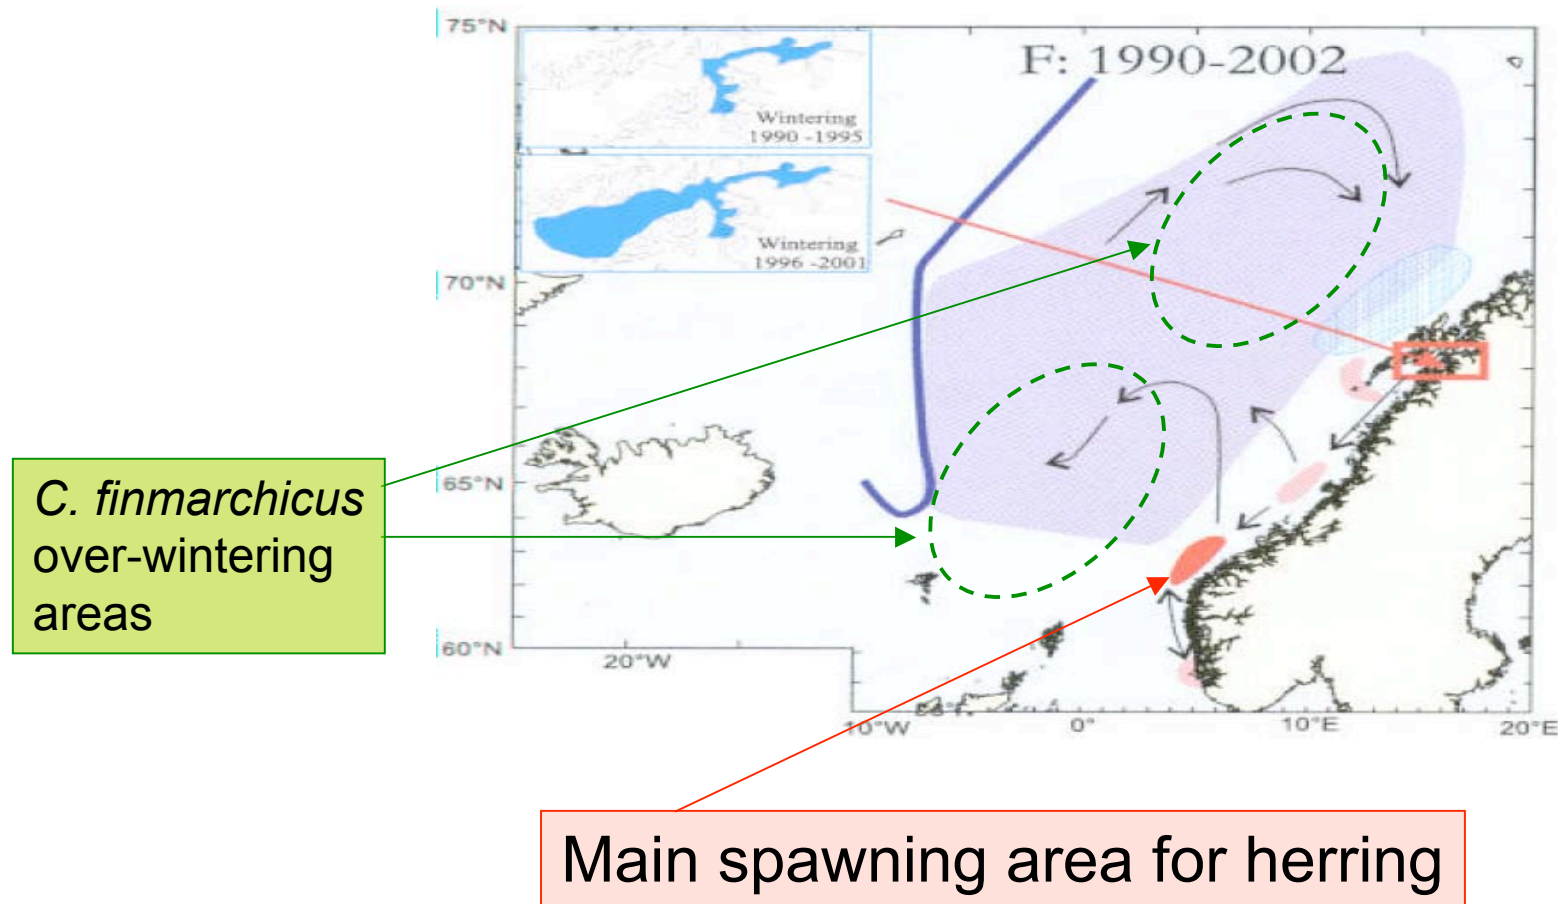 75°N
F: 1990-2002
Wintering
1990 -1995
Wintering
1996 -2001
70°N
C. finmarchicus
over-wintering
areas
65°N
60°N
20°W
10°W
0°
10°E
20°E
Main spawning area for herring